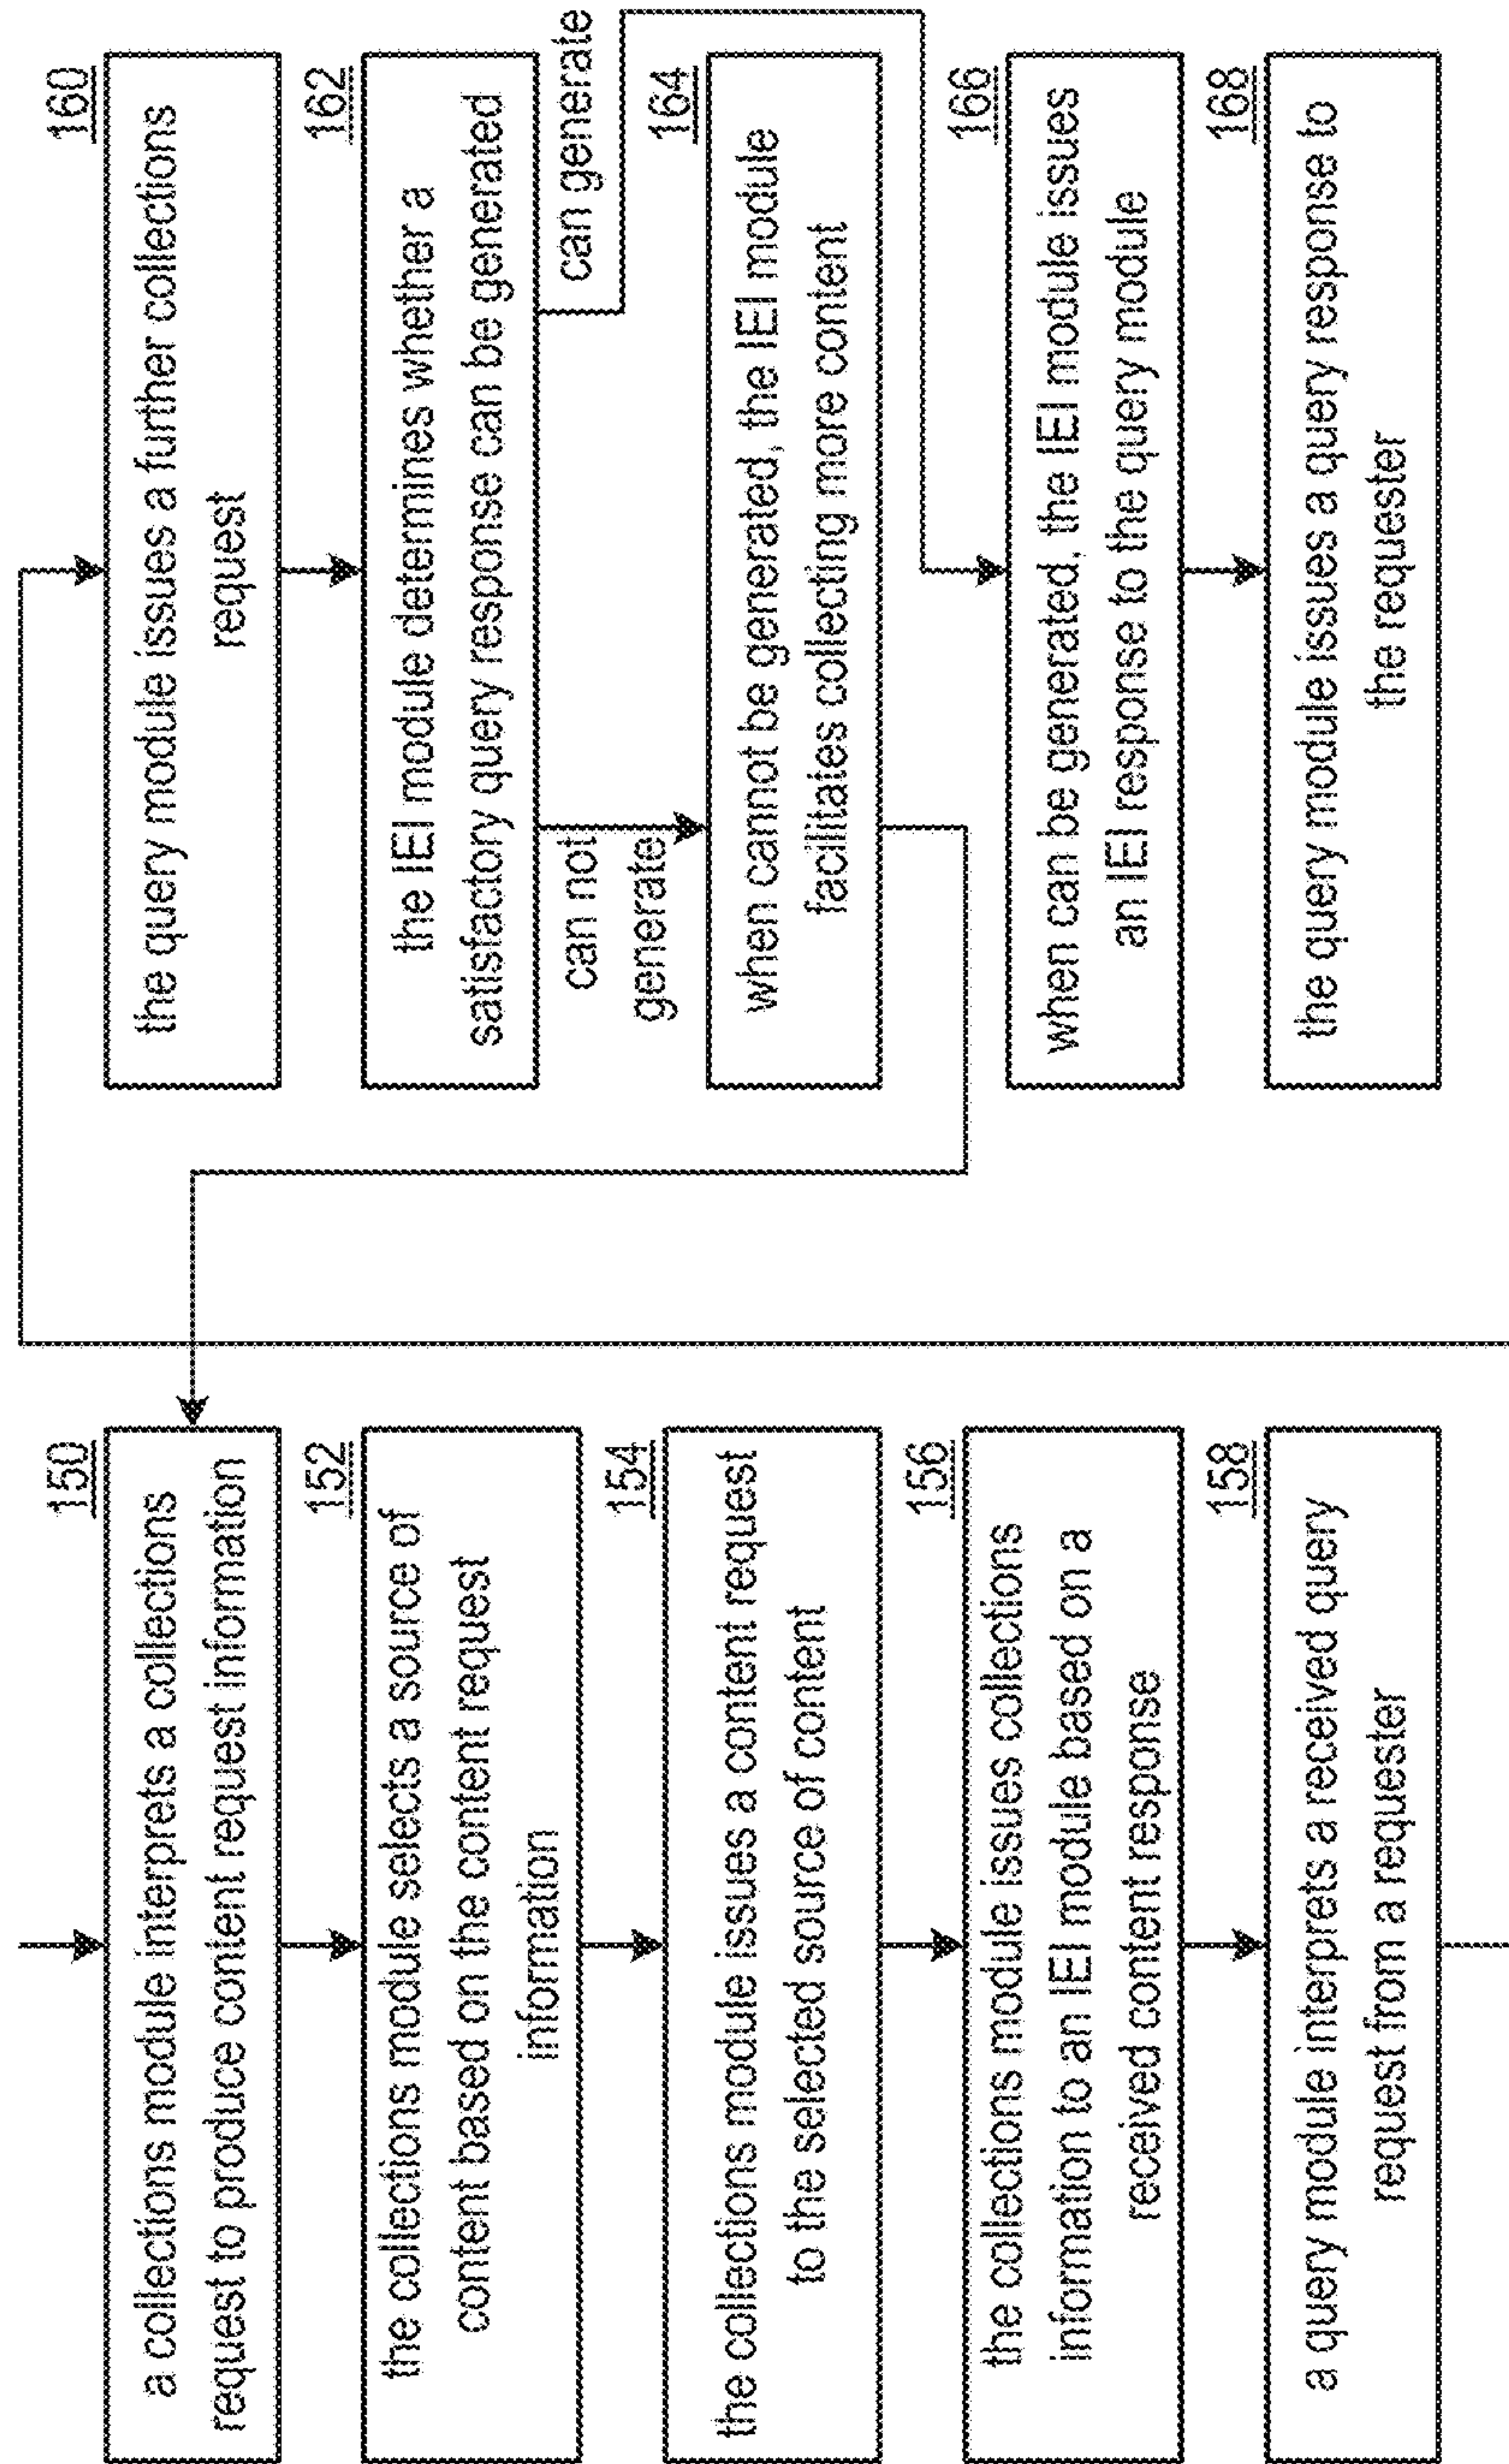 150
a collections module interprets a collections
request to produce content request information
152
the collections module selects a source of
content based on the content request
information
154
the collections module issues a content request
to the selected source of content
156
the collections module issues collections
information to an IEI module based on a
received content response
158
a query module interprets a received query
request from a requester
160
the query module issues a further collections
request
162
the IEI module determines whether a
satisfactory query response can be generated
can not
generate
can generate
164
when cannot be generated, the IEI module
facilitates collecting more content
166
when can be generated, the IEI module issues
an IEI response to the query module
168
the query module issues a query response to
the requester